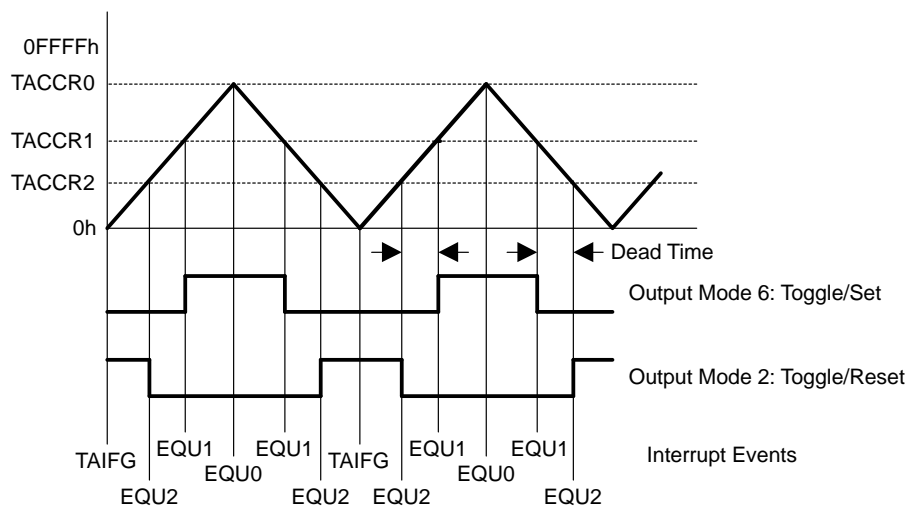 0FFFFh
TACCR0
TACCR1
TACCR2
0h
Dead Time
Output Mode 6: Toggle/Set
Output Mode 2: Toggle/Reset
TAIFG EQU1 EQU1 TAIFG EQU1 EQU1 Interrupt Events
EQU0 EQU0
EQU2 EQU2 EQU2 EQU2